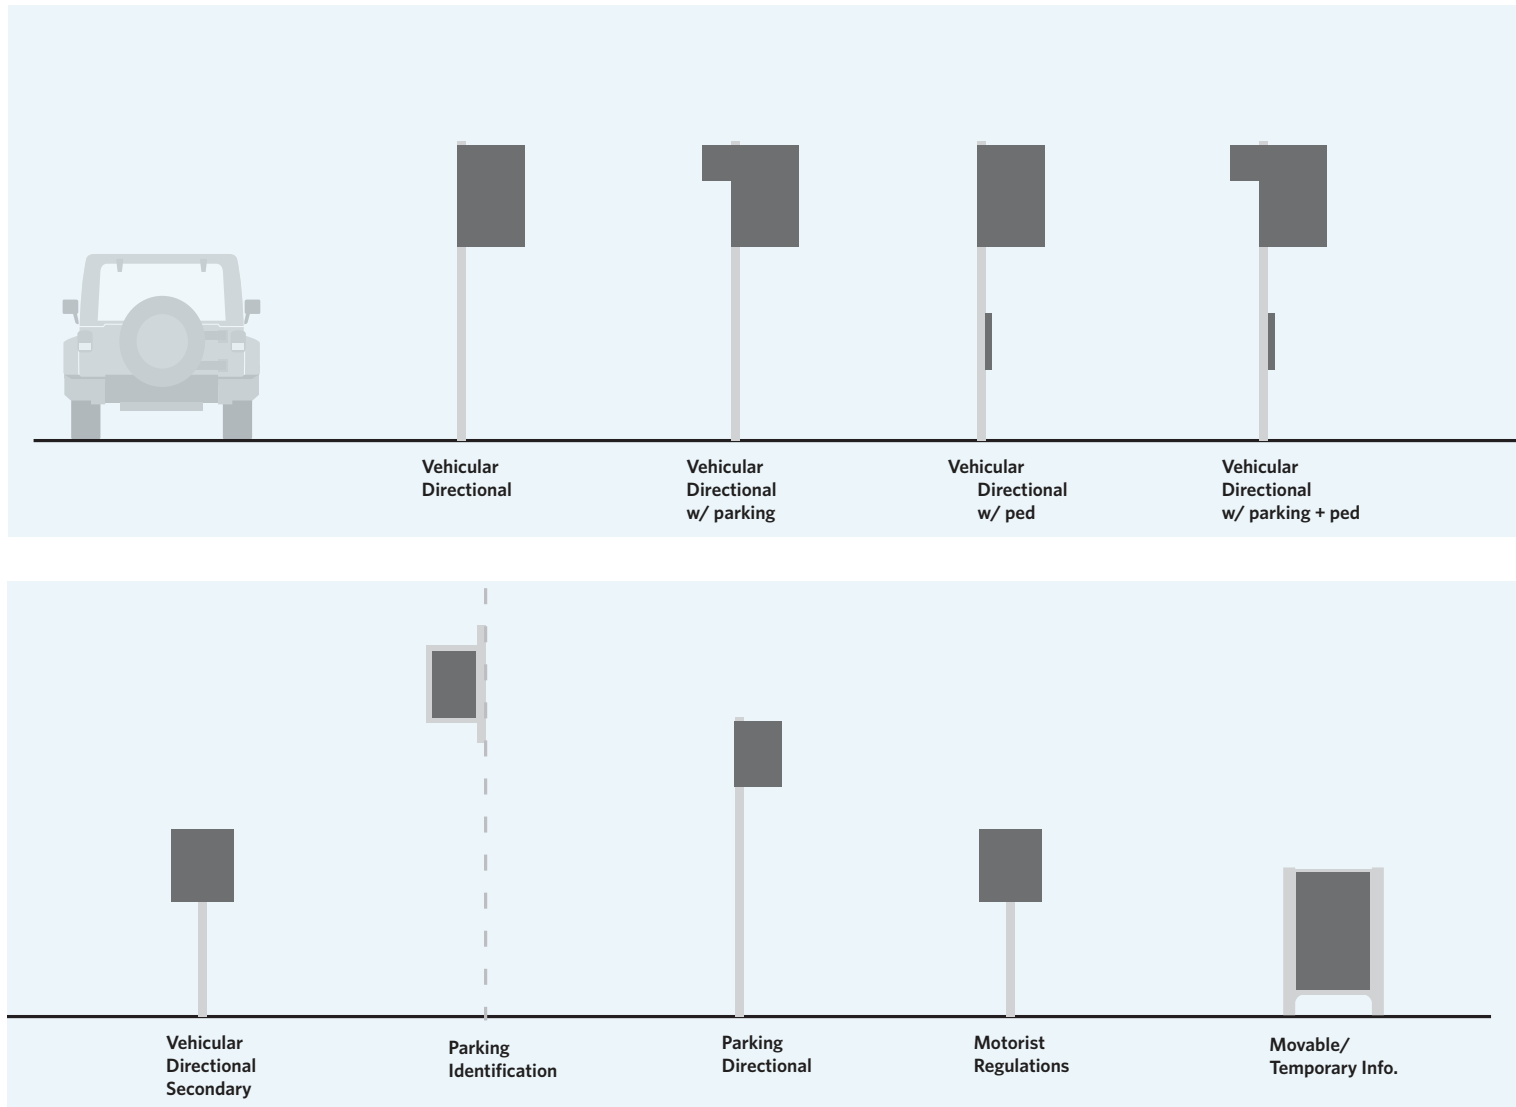 Vehicular
Directional
Vehicular
Directional
w/ parking
Vehicular
Directional
w/ ped
Vehicular
Directional
w/ parking + ped
Vehicular
Directional
Secondary
Parking
Identification
Parking
Directional
Motorist
Regulations
Movable/
Temporary Info.